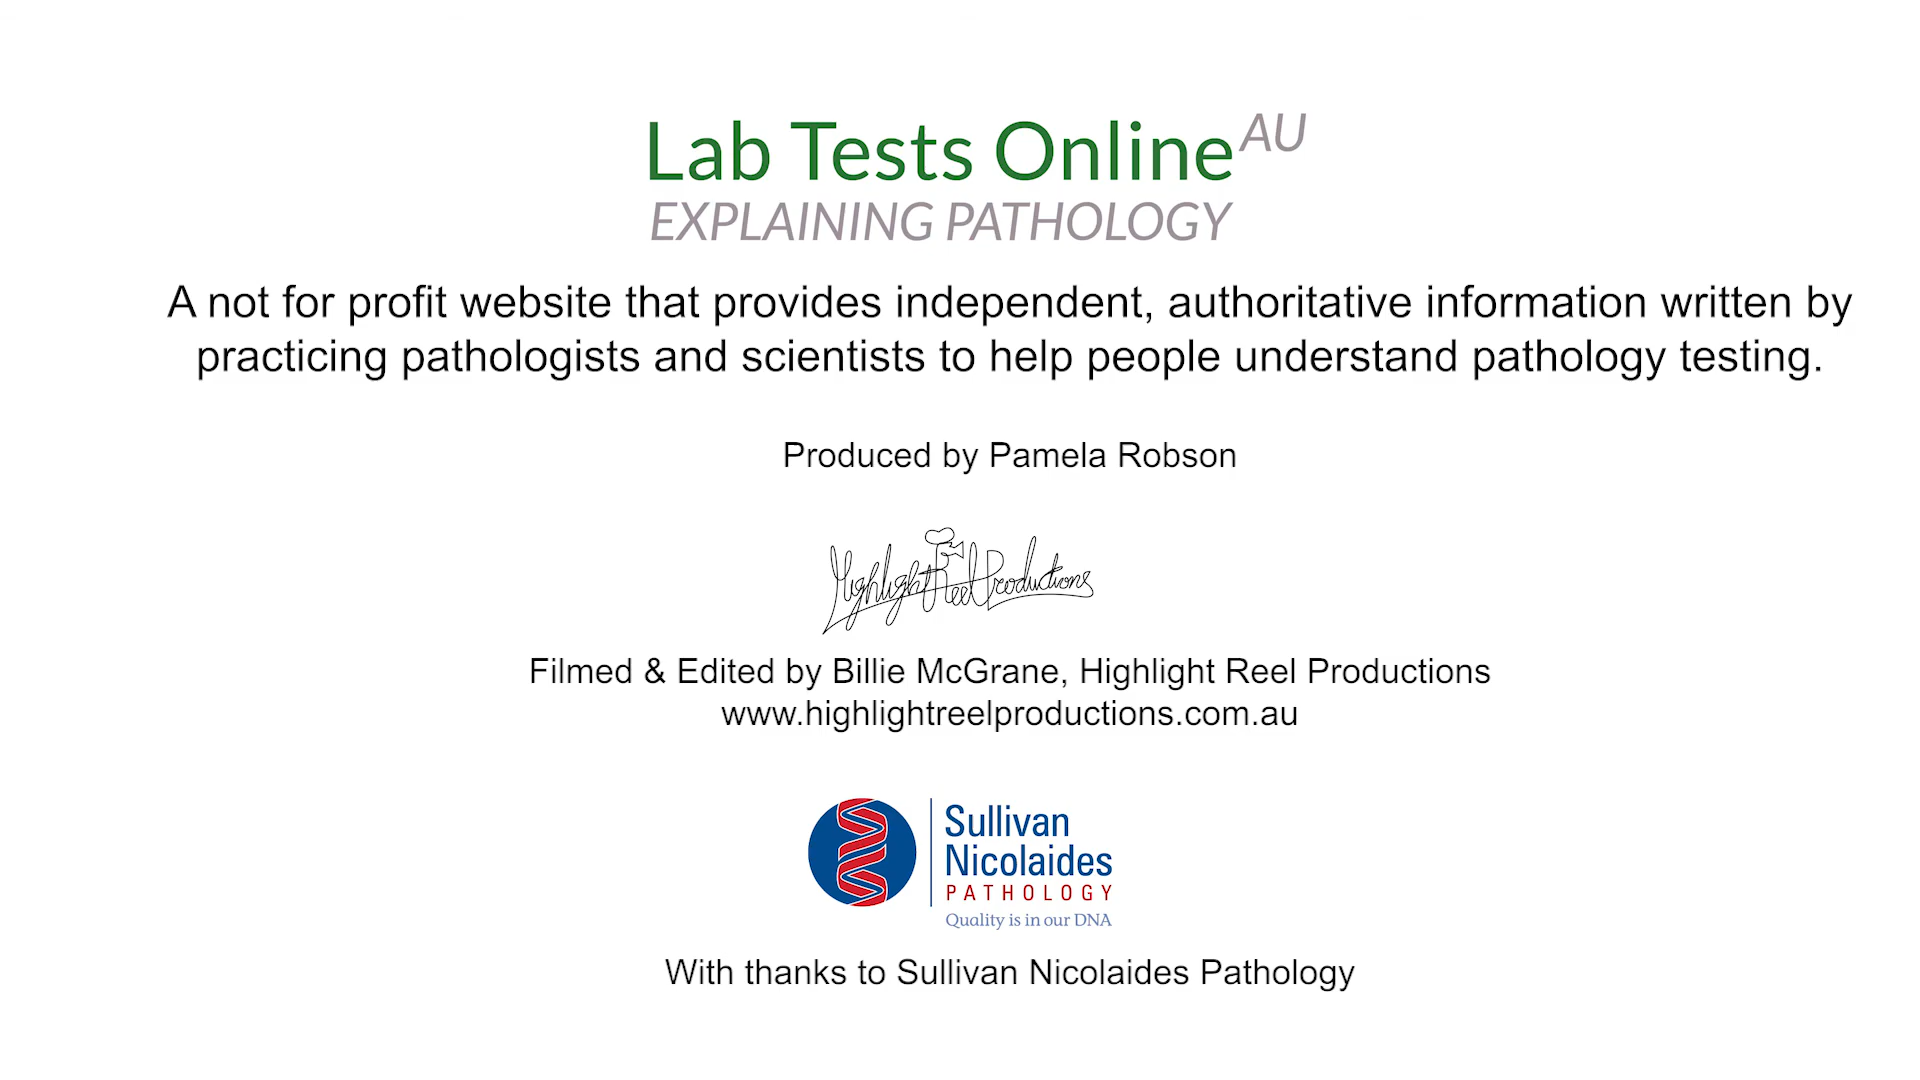 Lab Tests Online AU
EXPLAINING PATHOLOGY
A not for profit website that provides independent, authoritative information written by
practicing pathologists and scientists to help people understand pathology testing.
Produced by Pamela Robson
Highlight Reel Productions
Filmed & Edited by Billie McGrane, Highlight Reel Productions
www.highlightreelproductions.com.au
Sullivan
Nicolaides
PATHOLOGY
Quality is in our DNA
With thanks to Sullivan Nicolaides Pathology